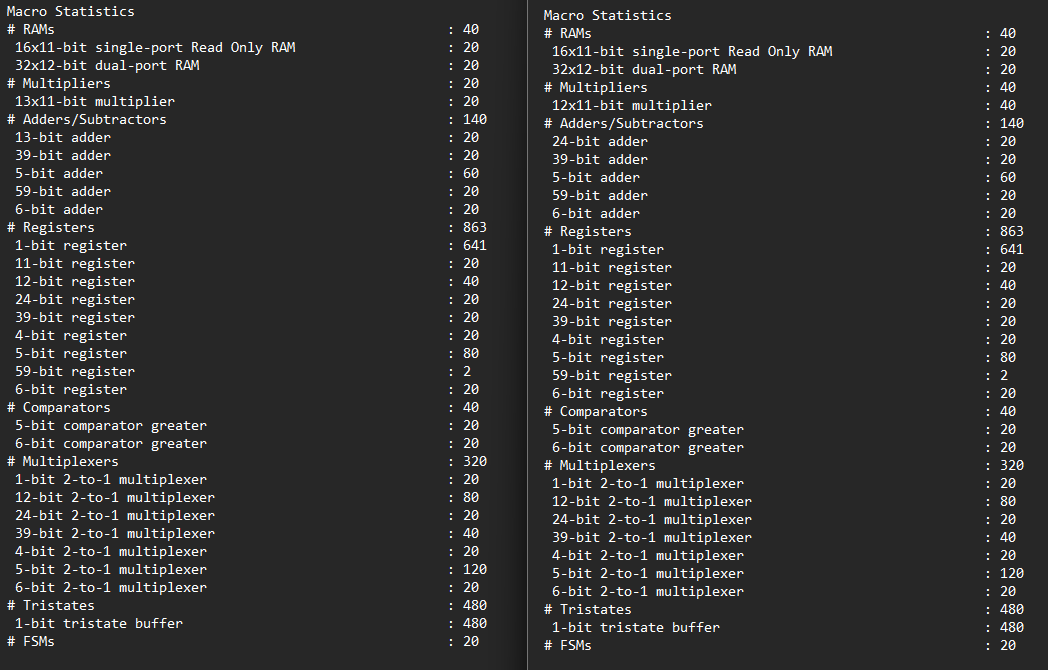 Macro Statistics
# RAMs : 40
16x11-bit single-port Read Only RAM : 20
32x12-bit dual-port RAM : 20
# Multipliers : 20
13x11-bit multiplier : 20
# Adders/Subtractors : 140
13-bit adder : 20
39-bit adder : 20
5-bit adder : 60
59-bit adder : 20
6-bit adder : 20
# Registers : 863
1-bit register : 641
11-bit register : 20
12-bit register : 40
24-bit register : 20
39-bit register : 20
4-bit register : 20
5-bit register : 80
59-bit register : 2
6-bit register : 20
# Comparators : 40
5-bit comparator greater : 20
6-bit comparator greater : 20
# Multiplexers : 320
1-bit 2-to-1 multiplexer : 20
12-bit 2-to-1 multiplexer : 80
24-bit 2-to-1 multiplexer : 20
39-bit 2-to-1 multiplexer : 40
4-bit 2-to-1 multiplexer : 20
5-bit 2-to-1 multiplexer : 120
6-bit 2-to-1 multiplexer : 20
# Tristates : 480
1-bit tristate buffer : 480
# FSMs : 20
Macro Statistics
# RAMs : 40
16x11-bit single-port Read Only RAM : 20
32x12-bit dual-port RAM : 20
# Multipliers : 40
12x11-bit multiplier : 40
# Adders/Subtractors : 140
24-bit adder : 20
39-bit adder : 20
5-bit adder : 60
59-bit adder : 20
6-bit adder : 20
# Registers : 863
1-bit register : 641
11-bit register : 20
12-bit register : 40
24-bit register : 20
39-bit register : 20
4-bit register : 20
5-bit register : 80
59-bit register : 2
6-bit register : 20
# Comparators : 40
5-bit comparator greater : 20
6-bit comparator greater : 20
# Multiplexers : 320
1-bit 2-to-1 multiplexer : 20
12-bit 2-to-1 multiplexer : 80
24-bit 2-to-1 multiplexer : 20
39-bit 2-to-1 multiplexer : 40
4-bit 2-to-1 multiplexer : 20
5-bit 2-to-1 multiplexer : 120
6-bit 2-to-1 multiplexer : 20
# Tristates : 480
1-bit tristate buffer : 480
# FSMs : 20